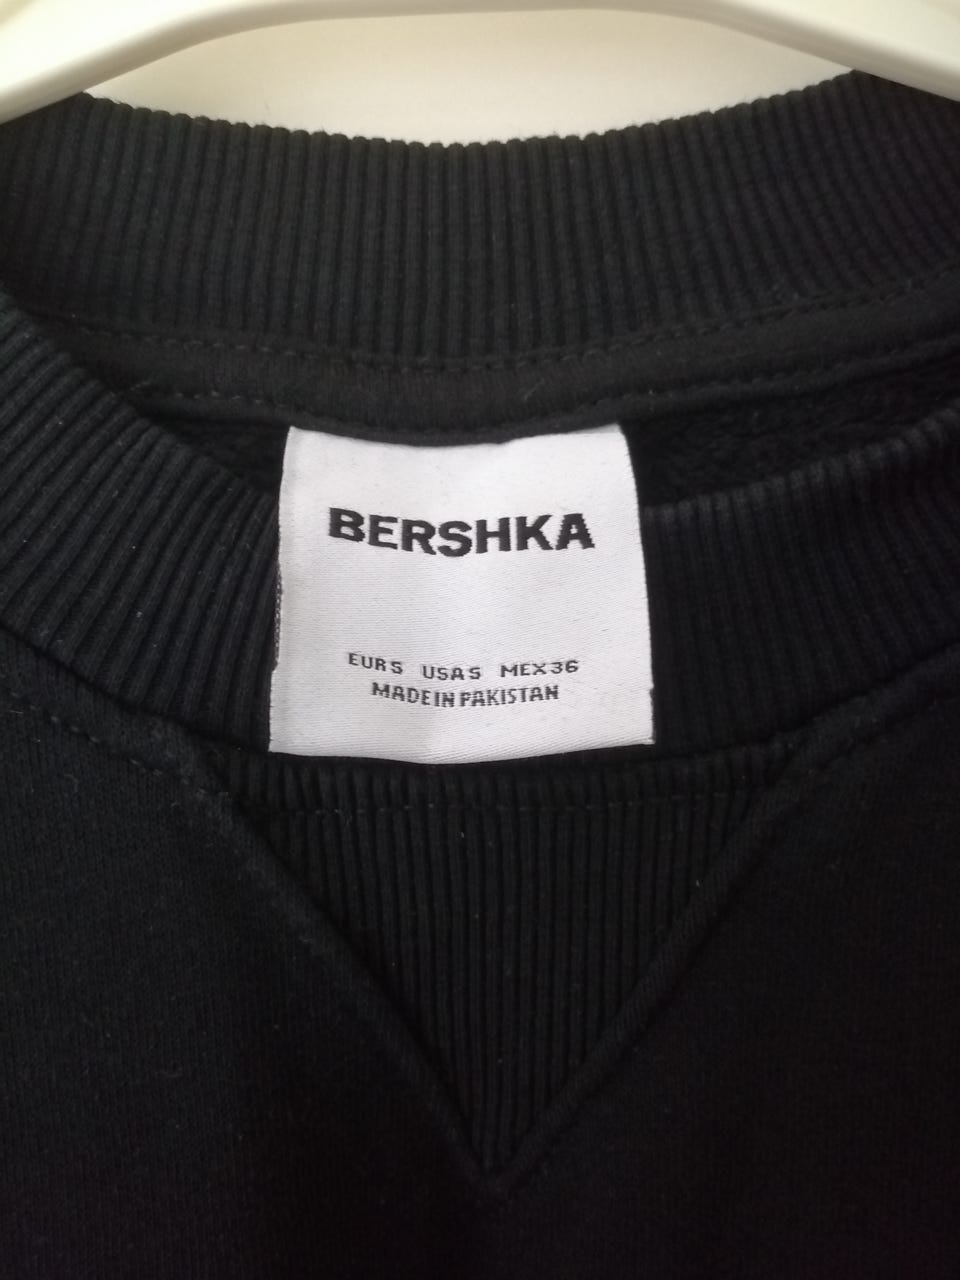 BERSHKA
EUR S USA S MEX 36
MADE IN PAKISTAN